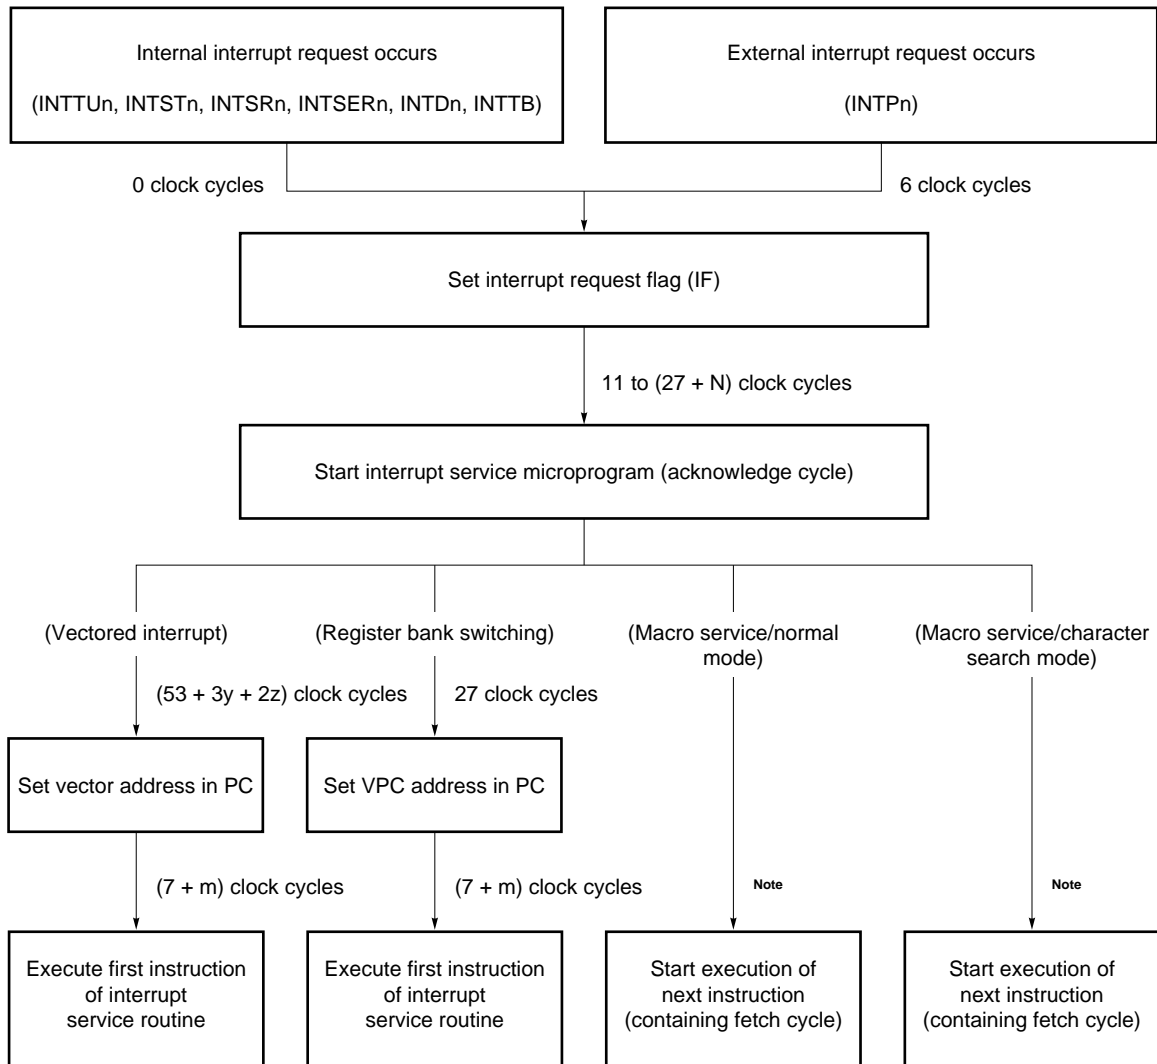 Internal interrupt request occurs
(INTTUn, INTSTn, INTSRn, INTSERn, INTDn, INTTB)
External interrupt request occurs
(INTPn)
0 clock cycles
6 clock cycles
Set interrupt request flag (IF)
11 to (27 + N) clock cycles
Start interrupt service microprogram (acknowledge cycle)
(Vectored interrupt)
(Register bank switching)
(Macro service/normal
mode)
(Macro service/character
search mode)
(53 + 3y + 2z) clock cycles
27 clock cycles
Set vector address in PC
Set VPC address in PC
(7 + m) clock cycles
(7 + m) clock cycles
Note
Note
Execute first instruction
of interrupt
service routine
Execute first instruction
of interrupt
service routine
Start execution of
next instruction
(containing fetch cycle)
Start execution of
next instruction
(containing fetch cycle)